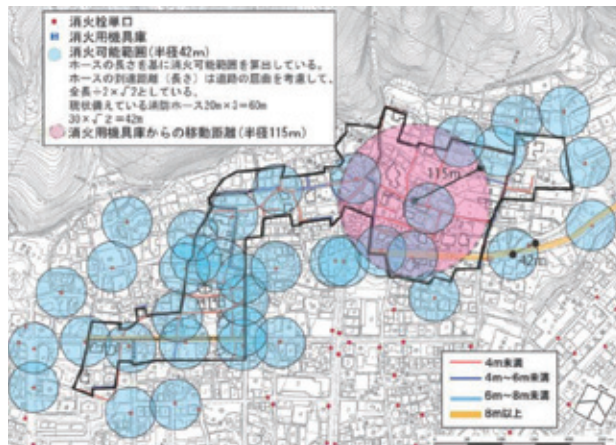 消火栓単口
消火用機具庫
消火可能範囲(半径42m)
ホースの長さを基に消火可能範囲を算出している。
ホースの到達距離(長さ)は道路の屈曲を考慮して、
全長÷2×√2としている。
現状備えている消防ホース20m×3=60m
30×√2=42m
消火用機具庫からの移動距離(半径115m)
115m
42m
4m未満
4m～6m未満
6m～8m未満
8m以上